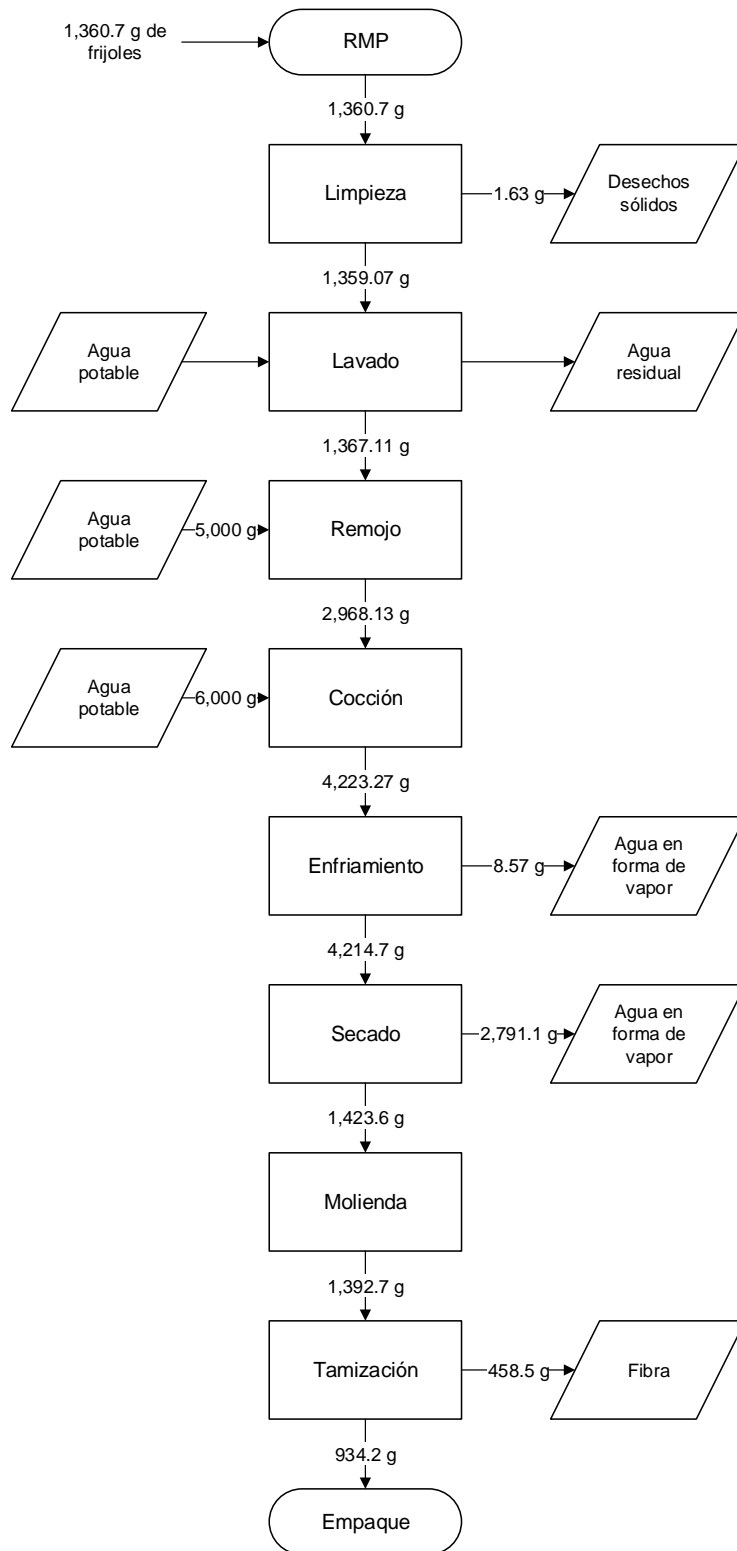 1,360.7 g de
frijoles
RMP
1,360.7 g
Limpieza
1.63 g
Desechos
sólidos
1,359.07 g
Agua
potable
Lavado
Agua
residual
1,367.11 g
Agua
potable
5,000 g
Remojo
2,968.13 g
Agua
potable
6,000 g
Cocción
4,223.27 g
Enfriamiento
8.57 g
Agua en
forma de
vapor
4,214.7 g
Secado
2,791.1 g
Agua en
forma de
vapor
1,423.6 g
Molienda
1,392.7 g
Tamización
458.5 g
Fibra
934.2 g
Empaque